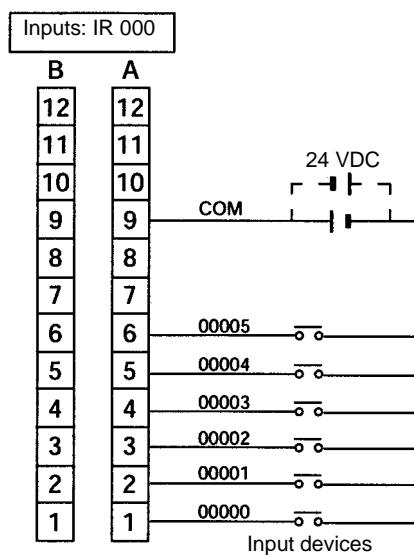 Inputs: IR 000
B A
12 12
11 11
10 10
24 VDC
9 9 COM
8 8
7 7
6 6 00005
5 5 00004
4 4 00003
3 3 00002
2 2 00001
1 1 00000
Input devices